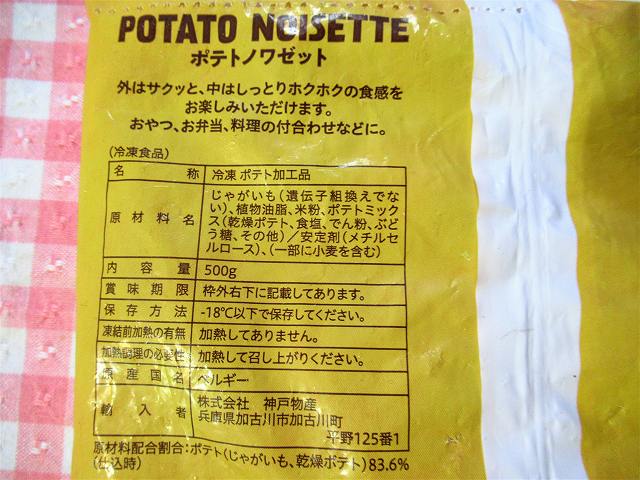 POTATO NOISETTE
ポテトノワゼット
外はサクッと、中はしっとりホクホクの食感を
お楽しみいただけます。
おやつ、お弁当、料理の付合わせなどに。
(冷凍食品)
名称 冷凍 ポテト加工品
原材料名 じゃがいも(遺伝子組換えでな
い)、植物油脂、米粉、ポテトミック
ス(乾燥ポテト、食塩、でん粉、ぶど
う糖、その他)/安定剤(メチルセ
ルロース)、(一部に小麦を含む)
内容量 500g
賞味期限 枠外右下に記載してあります。
保存方法 -18℃以下で保存してください。
凍結前加熱の有無 加熱してありません。
加熱調理の必要性 加熱して召し上がりください。
原産国名 ベルギー
輸入者 株式会社 神戸物産
兵庫県加古川市加古川町
平野125番1
原材料配合割合:ポテト(じゃがいも、乾燥ポテト)83.6%
(仕込時)